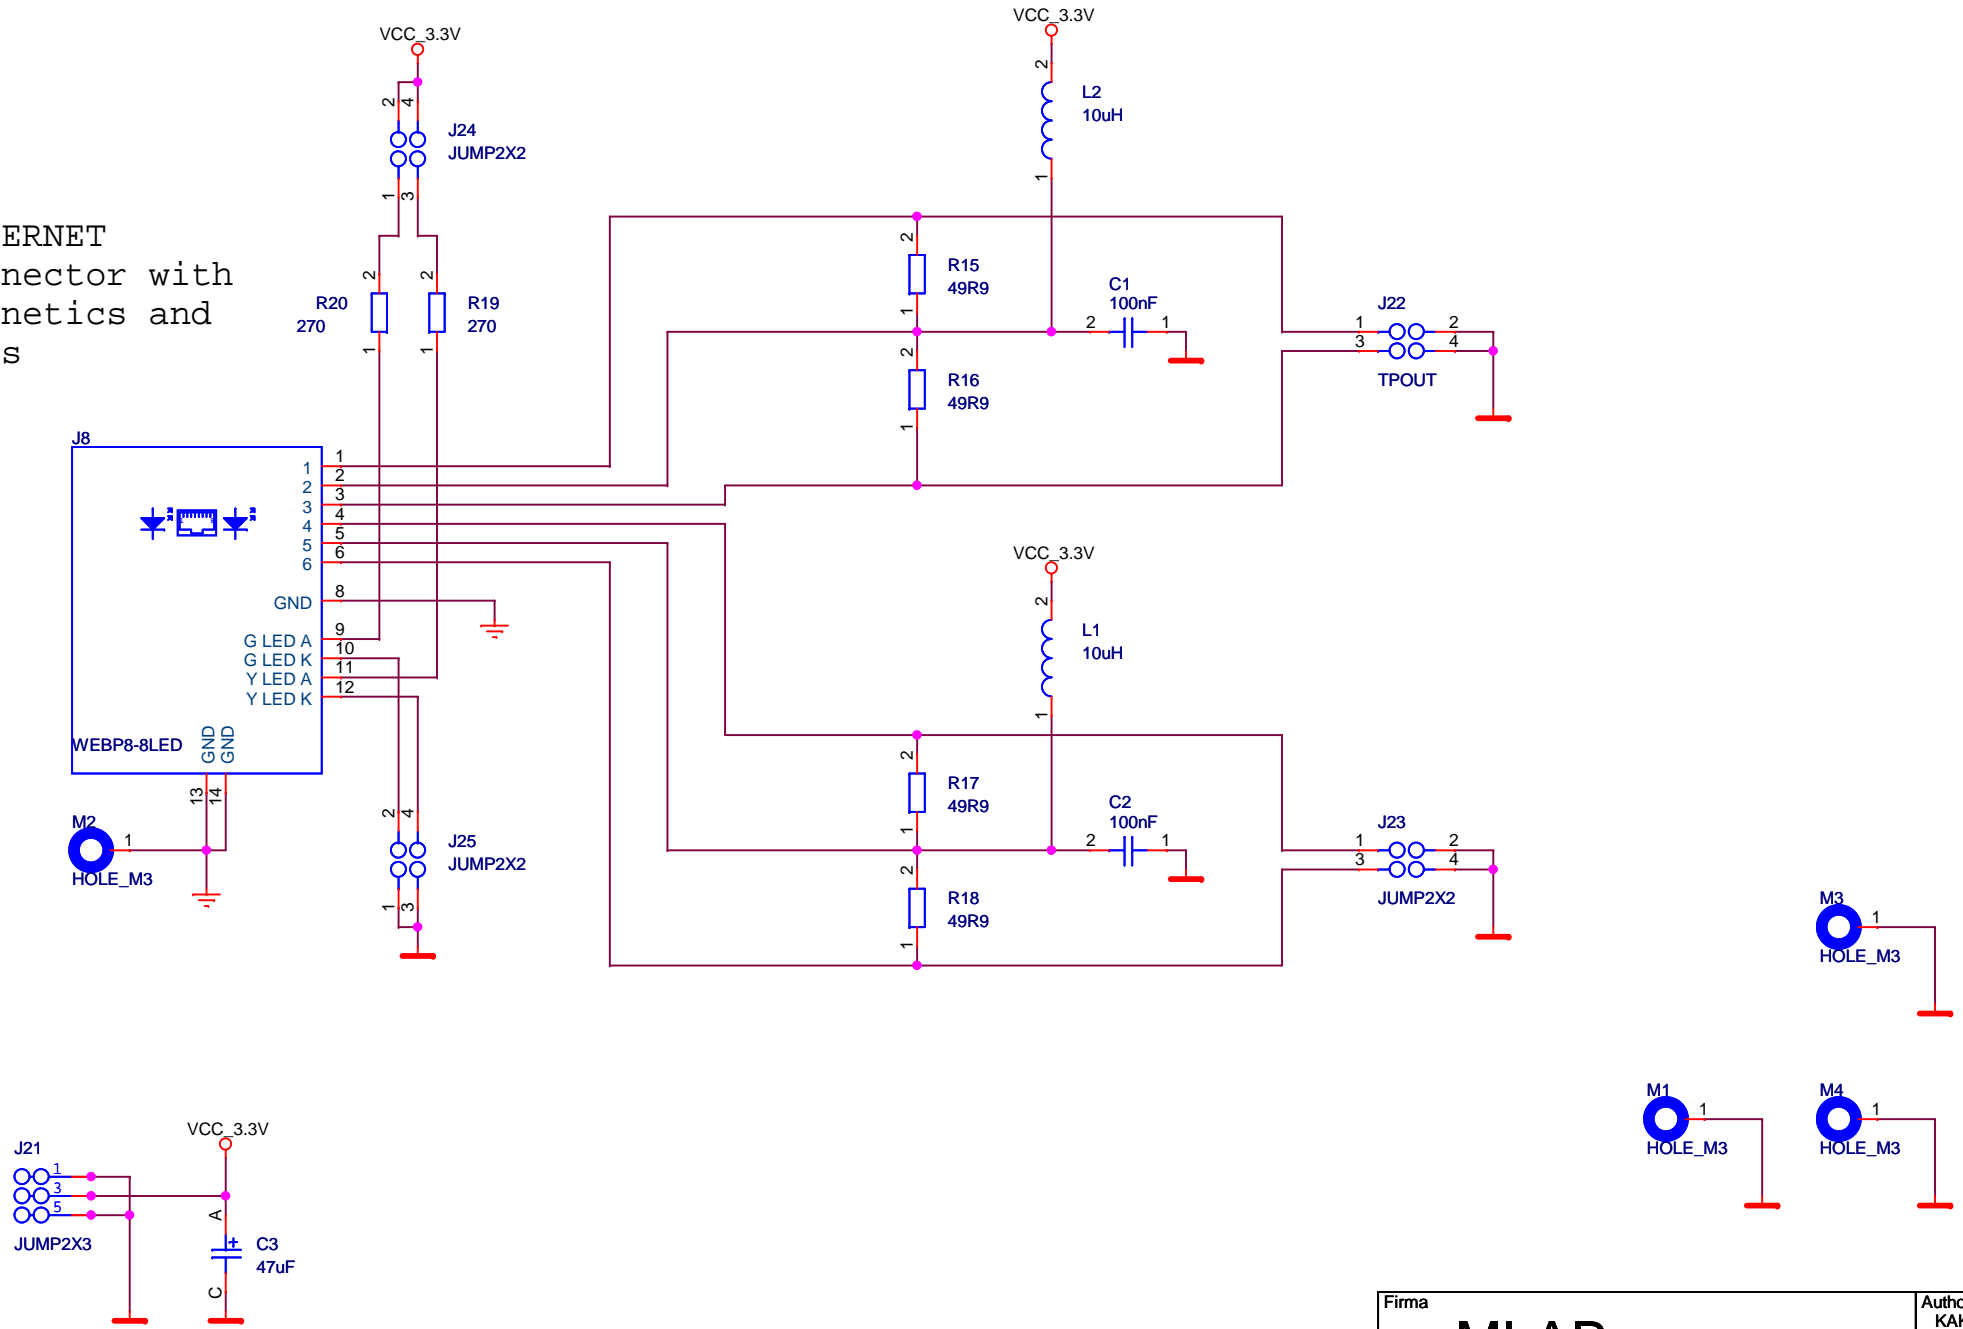 VCC_3.3V
VCC_3.3V
2
4
J24
JUMP2X2
1
3
2
L2
10uH
1
ERNET
nector with
netics and
s
2
R20
270
1
2
R19
270
1
2
R15
49R9
1
2
R16
49R9
1
C1
100nF
2
1
J22
1
2
3
4
TPOUT
J8
1
1
2
2
3
3
4
4
5
5
6
6
GND
8
G LED A
9
G LED K
10
Y LED A
11
Y LED K
12
WEBP8-8LED
GND
GND
13
14
M2
1
HOLE_M3
2
4
J25
JUMP2X2
1
3
VCC_3.3V
2
L1
10uH
1
2
R17
49R9
1
2
R18
49R9
1
C2
100nF
2
1
J23
1
2
3
4
JUMP2X2
M3
1
HOLE_M3
M1
1
HOLE_M3
M4
1
HOLE_M3
J21
1
3
5
JUMP2X3
VCC_3.3V
A
+
C3
47uF
C
Firma